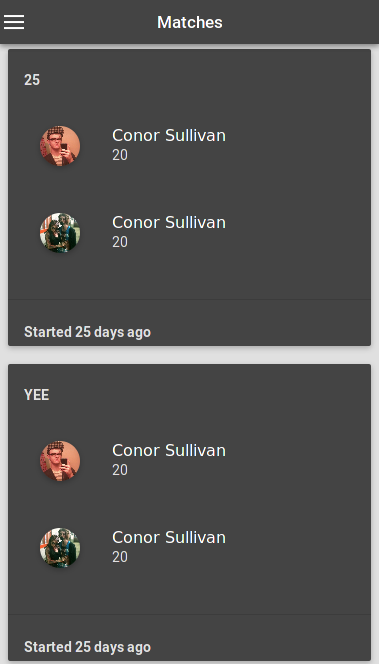 Matches
25
Conor Sullivan
20
Conor Sullivan
20
Started 25 days ago
YEE
Conor Sullivan
20
Conor Sullivan
20
Started 25 days ago